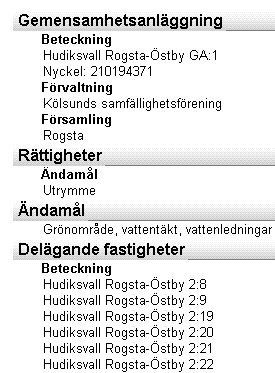 Gemensamhetsanläggning
Beteckning
Hudiksvall Rogsta-Östby GA:1
Nyckel: 210194371
Förvaltning
Kölsunds samfällighetsförening
Församling
Rogsta
Rättigheter
Ändamål
Utrymme
Ändamål
Grönområde, vattentäkt, vattenledningar
Delägande fastigheter
Beteckning
Hudiksvall Rogsta-Östby 2:8
Hudiksvall Rogsta-Östby 2:9
Hudiksvall Rogsta-Östby 2:19
Hudiksvall Rogsta-Östby 2:20
Hudiksvall Rogsta-Östby 2:21
Hudiksvall Rogsta-Östby 2:22